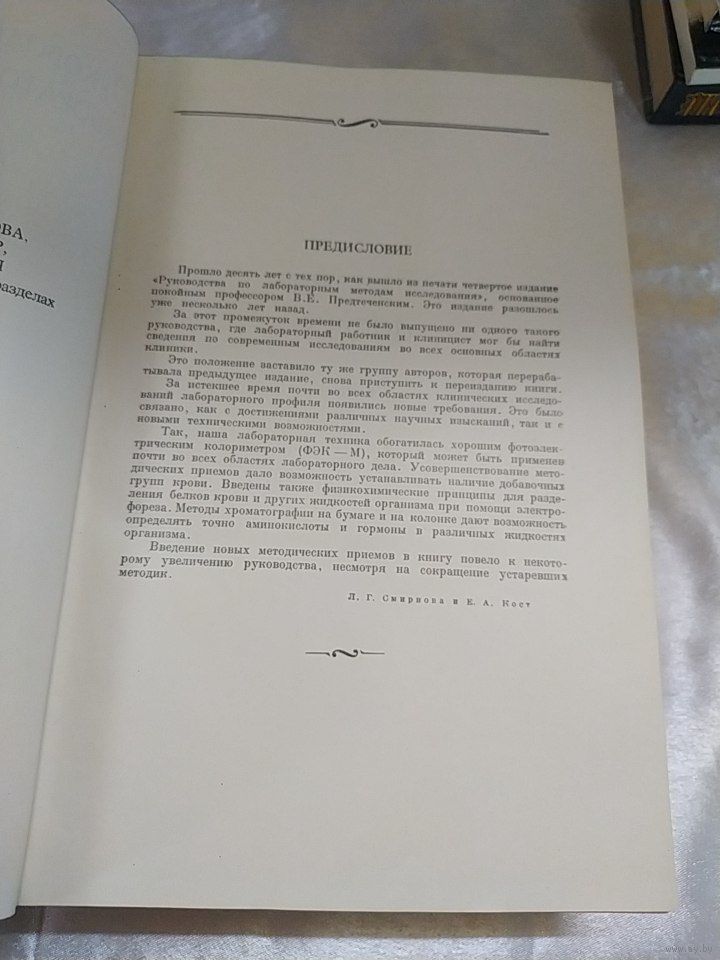 ОВА,
Р,
разделах
ПРЕДИСЛОВИЕ
Прошло десять лет с тех пор, как вышло из печати четвертое издание
«Руководства по лабораторным методам исследования», основанное
покойным профессором В.Е. Предтеченским. Это издание разошлось
уже несколько лет назад.
За этот промежуток времени не было выпущено ни одного такого
руководства, где лабораторный работник и клиницист мог бы найти
сведения по современным исследованиям во всех основных областях
клиники.
Это положение заставило ту же группу авторов, которая перераба-
тывала предыдущее издание, снова приступить к переизданию книги.
За истекшее время почти во всех областях клинических исследо-
ваний лабораторного профиля появились новые требования. Это было
связано, как с достижениями различных научных изысканий, так и с
новыми техническими возможностями.
Так, наша лабораторная техника обогатилась хорошим фотоэлек-
трическим колориметром (ФЭК — М), который может быть применен
почти во всех областях лабораторного дела. Усовершенствование мето-
дических приемов дало возможность устанавливать наличие добавочных
групп крови. Введены также физикохимические принципы для разде-
ления белков крови и других жидкостей организма при помощи электро-
фореза. Методы хроматографии на бумаге и на колонке дают возможность
определять точно аминокислоты и гормоны в различных жидкостях
организма.
Введение новых методических приемов в книгу повело к некото-
рому увеличению руководства, несмотря на сокращение устаревших
методик.
Л. Г. Смирнова и Е. А. Кост
www.ay.by